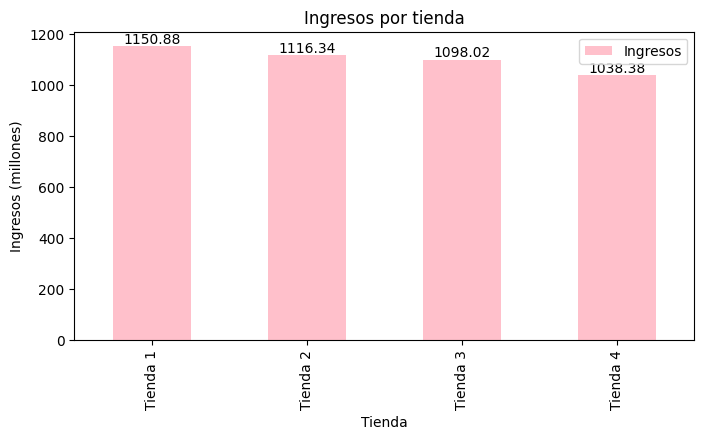 Ingresos por tienda
Ingresos (millones)
1200
1000
800
600
400
200
0
1150.88
1116.34
1098.02
1038.38
Ingresos
Tienda 1
Tienda 2
Tienda 3
Tienda 4
Tienda